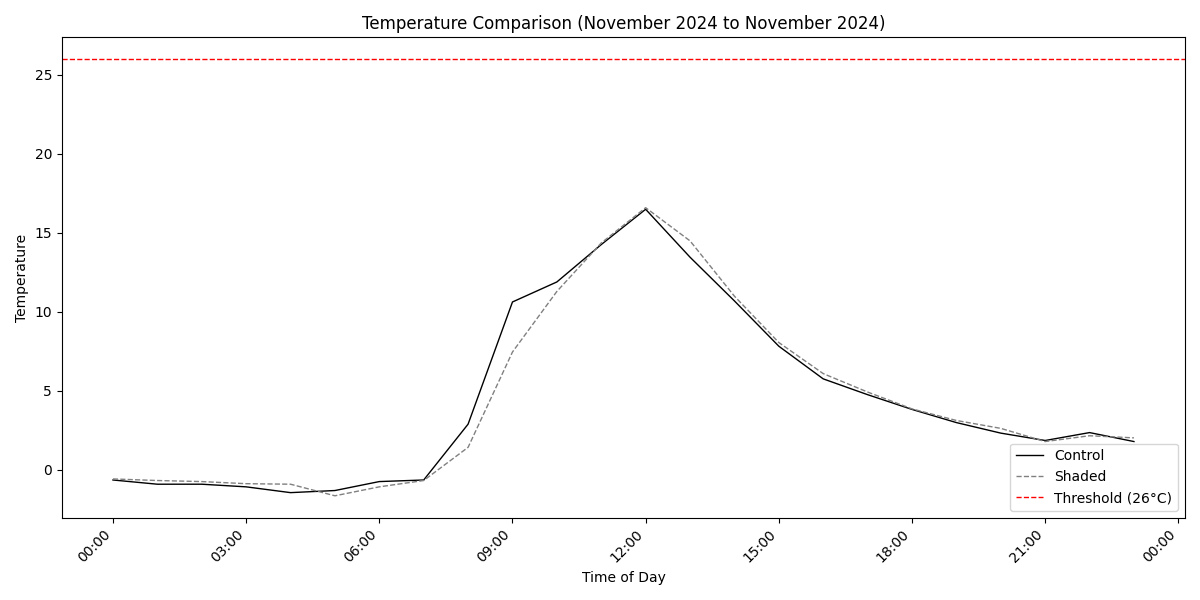 Temperature Comparison (November 2024 to November 2024)
Temperature
25
20
15
10
5
0
Control
Shaded
Threshold (26°C)
00:00
03:00
06:00
09:00
12:00
15:00
18:00
21:00
00:00
Time of Day